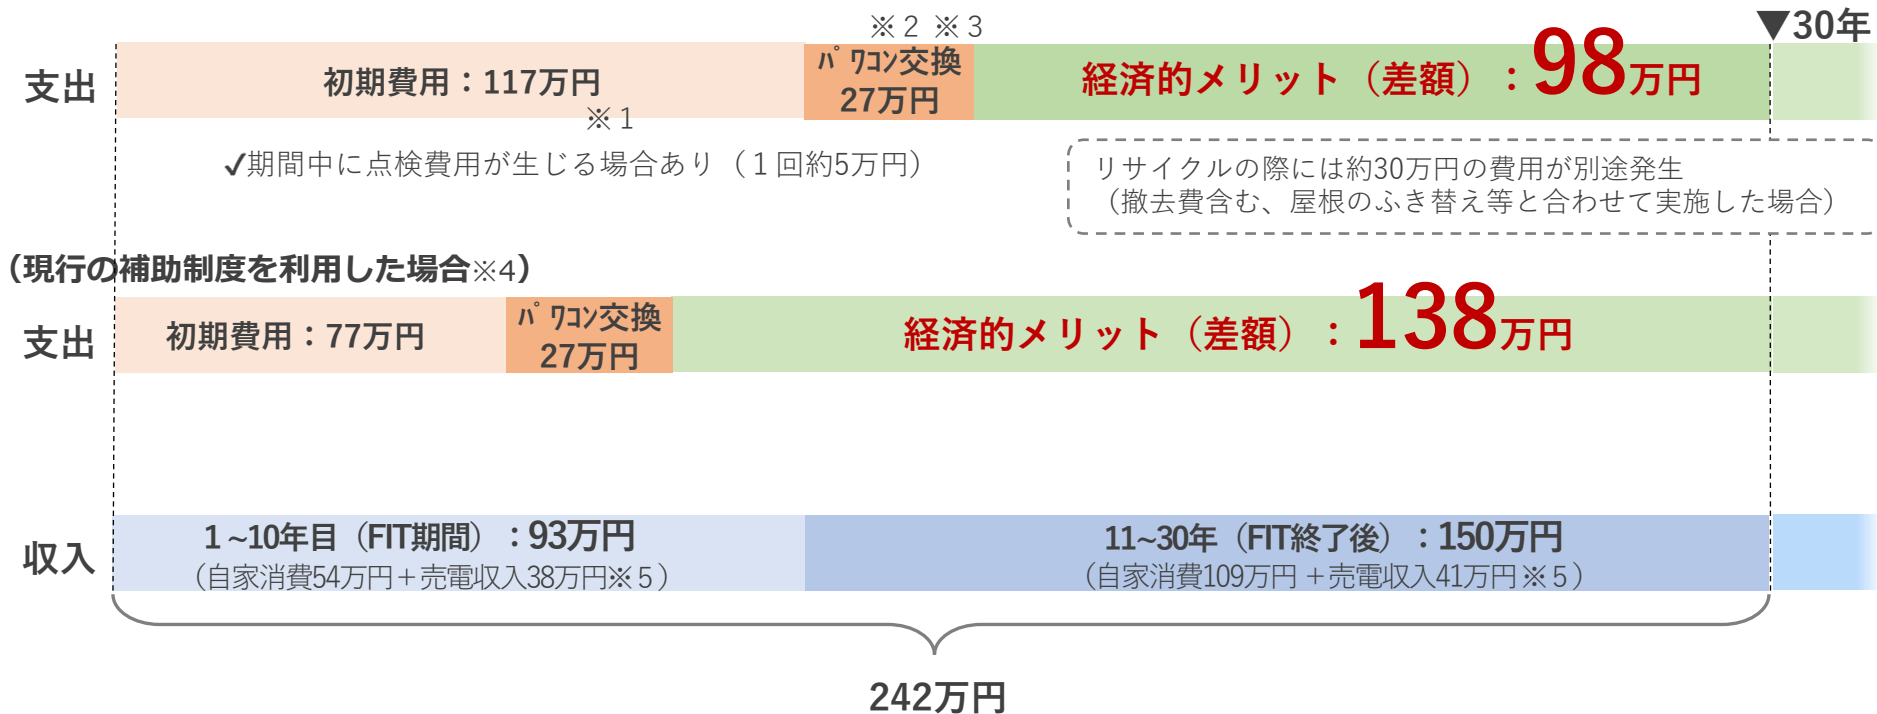 ▼30年
※2 ※3
支出
初期費用：117万円
※1
ﾊﾟﾜｺﾝ交換
27万円
経済的メリット（差額）：98万円
✓期間中に点検費用が生じる場合あり（１回約5万円）
リサイクルの際には約30万円の費用が別途発生
（撤去費含む、屋根のふき替え等と合わせて実施した場合）
（現行の補助制度を利用した場合※4）
支出
初期費用：77万円
ﾊﾟﾜｺﾝ交換
27万円
経済的メリット（差額）：138万円
収入
1~10年目（FIT期間）：93万円
（自家消費54万円＋売電収入38万円※５）
11~30年（FIT終了後）：150万円
（自家消費109万円＋売電収入41万円※５）
242万円